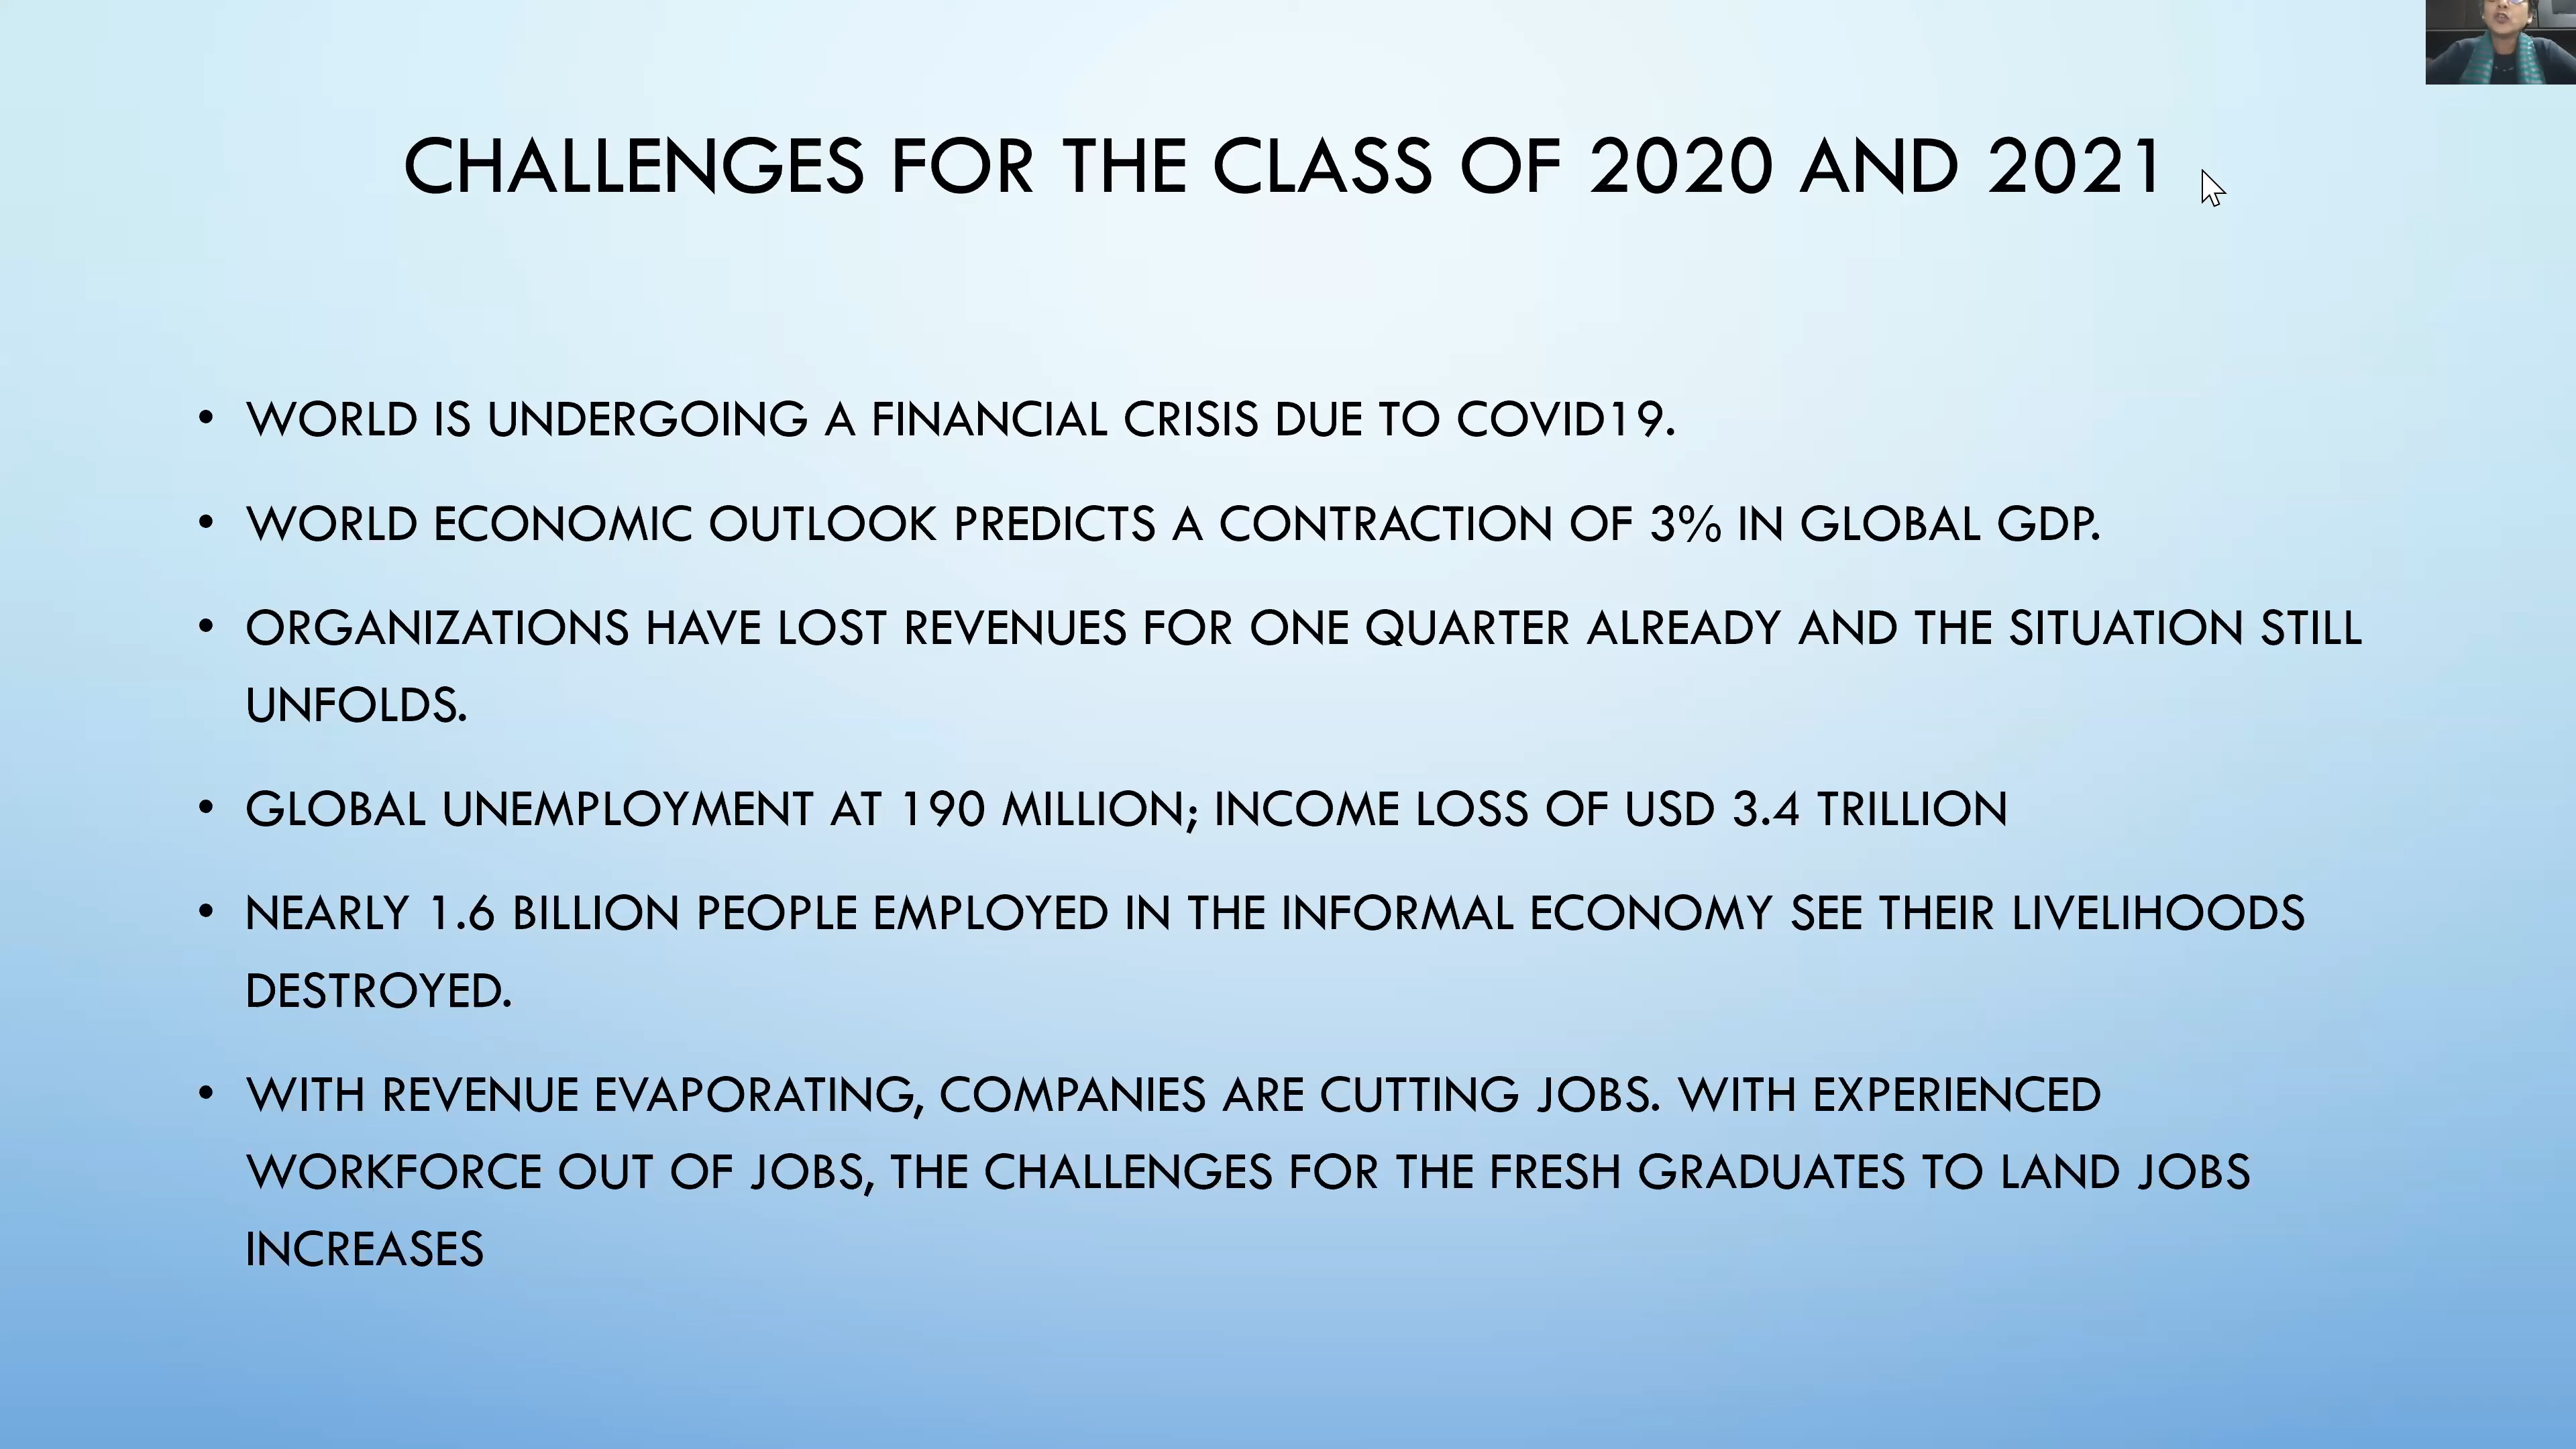 CHALLENGES FOR THE CLASS OF 2020 AND 2021
• WORLD IS UNDERGOING A FINANCIAL CRISIS DUE TO COVID19.
• WORLD ECONOMIC OUTLOOK PREDICTS A CONTRACTION OF 3% IN GLOBAL GDP.
• ORGANIZATIONS HAVE LOST REVENUES FOR ONE QUARTER ALREADY AND THE SITUATION STILL
UNFOLDS.
• GLOBAL UNEMPLOYMENT AT 190 MILLION; INCOME LOSS OF USD 3.4 TRILLION
• NEARLY 1.6 BILLION PEOPLE EMPLOYED IN THE INFORMAL ECONOMY SEE THEIR LIVELIHOODS
DESTROYED.
• WITH REVENUE EVAPORATING, COMPANIES ARE CUTTING JOBS. WITH EXPERIENCED
WORKFORCE OUT OF JOBS, THE CHALLENGES FOR THE FRESH GRADUATES TO LAND JOBS
INCREASES